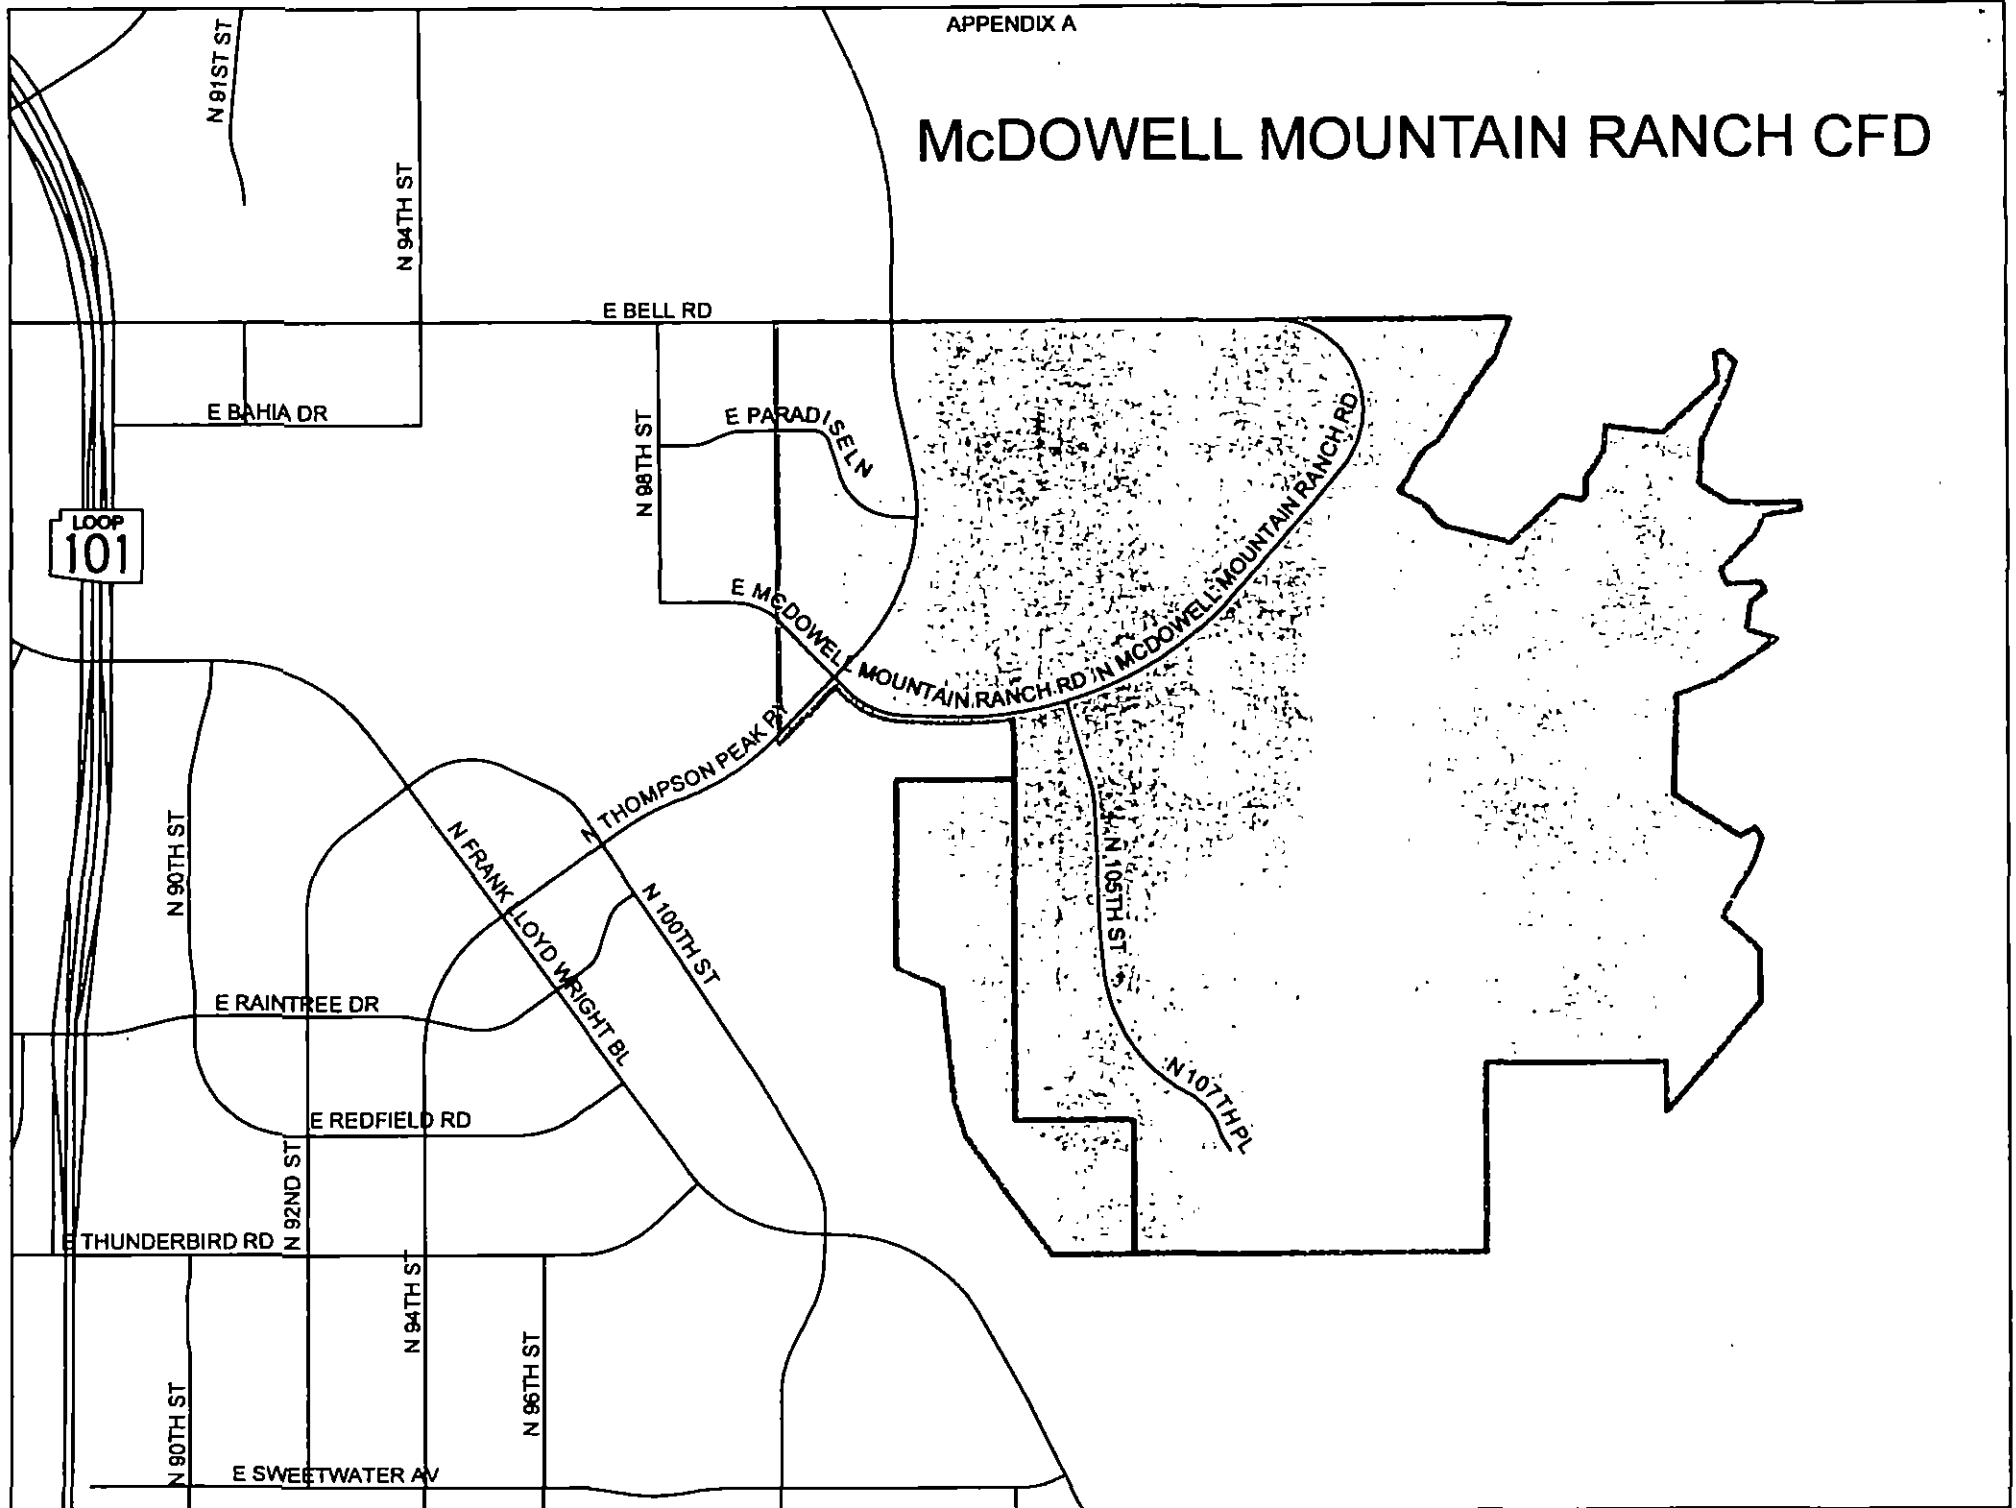 APPENDIX A
N 91ST ST
McDOWELL MOUNTAIN RANCH CFD
N 94TH ST
E BELL RD
E BAHIA DR
N 98TH ST
E PARADISE LN
N MCDOWELL MOUNTAIN RANCH RD
LOOP
101
E MCDOWELL MOUNTAIN RANCH RD
N THOMPSON PEAK PY
N 90TH ST
N FRANK LLOYD WRIGHT BL
N 100TH ST
N 105TH ST
E RAINTREE DR
N 107TH PL
E REDFIELD RD
N 92ND ST
E THUNDERBIRD RD
N 94TH ST
N 96TH ST
N 90TH ST
E SWEETWATER AV